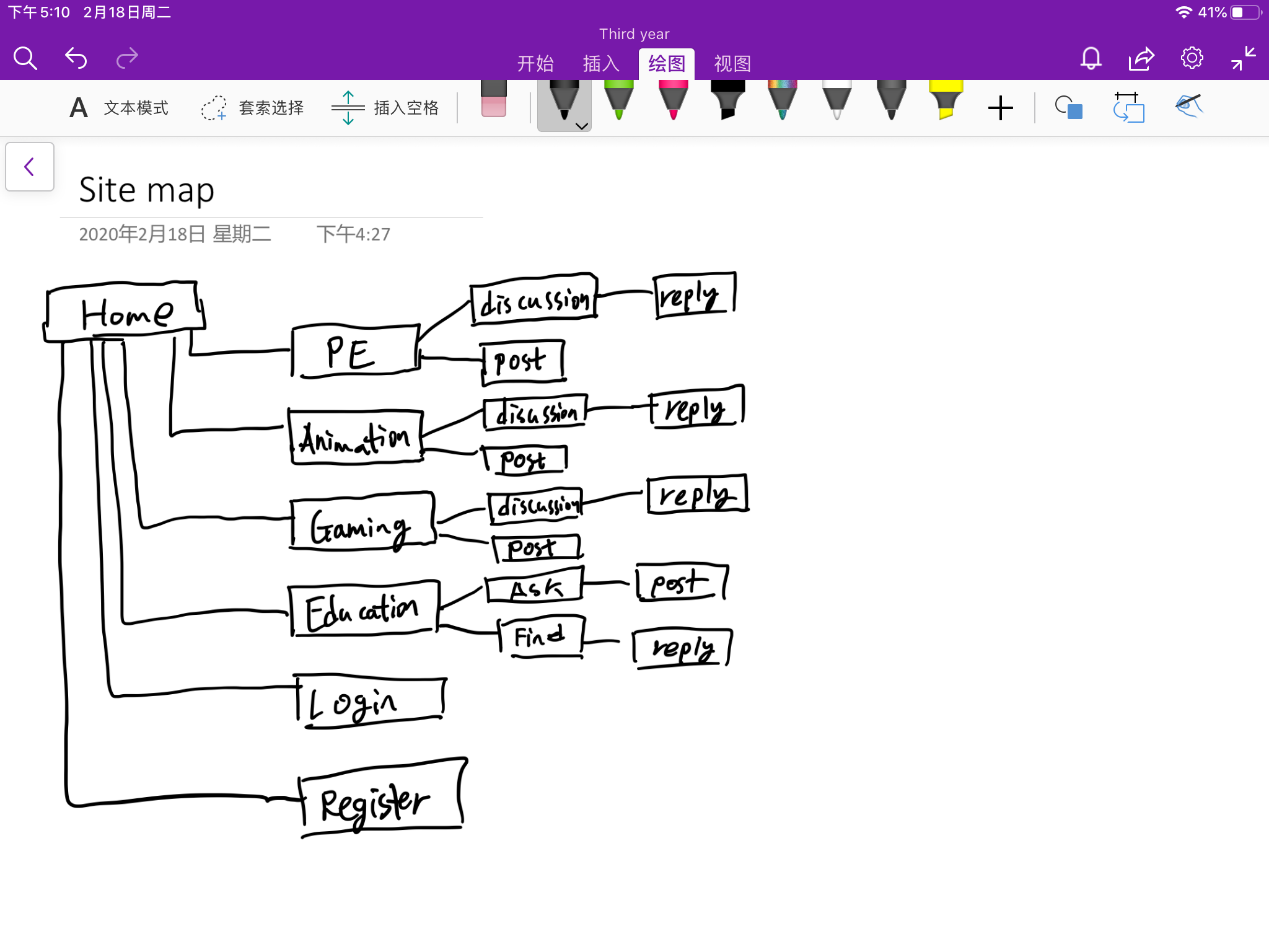 下午5:10 2月18日周二 41%
Third year
开始 插入 绘图 视图
A 文本模式 套索选择 插入空格
Site map
2020年2月18日 星期二 下午4:27
Home
PE
discussion
reply
post
Animation
discussion
reply
post
Gaming
discussion
reply
post
Education
Ask
post
Find
reply
Login
Register